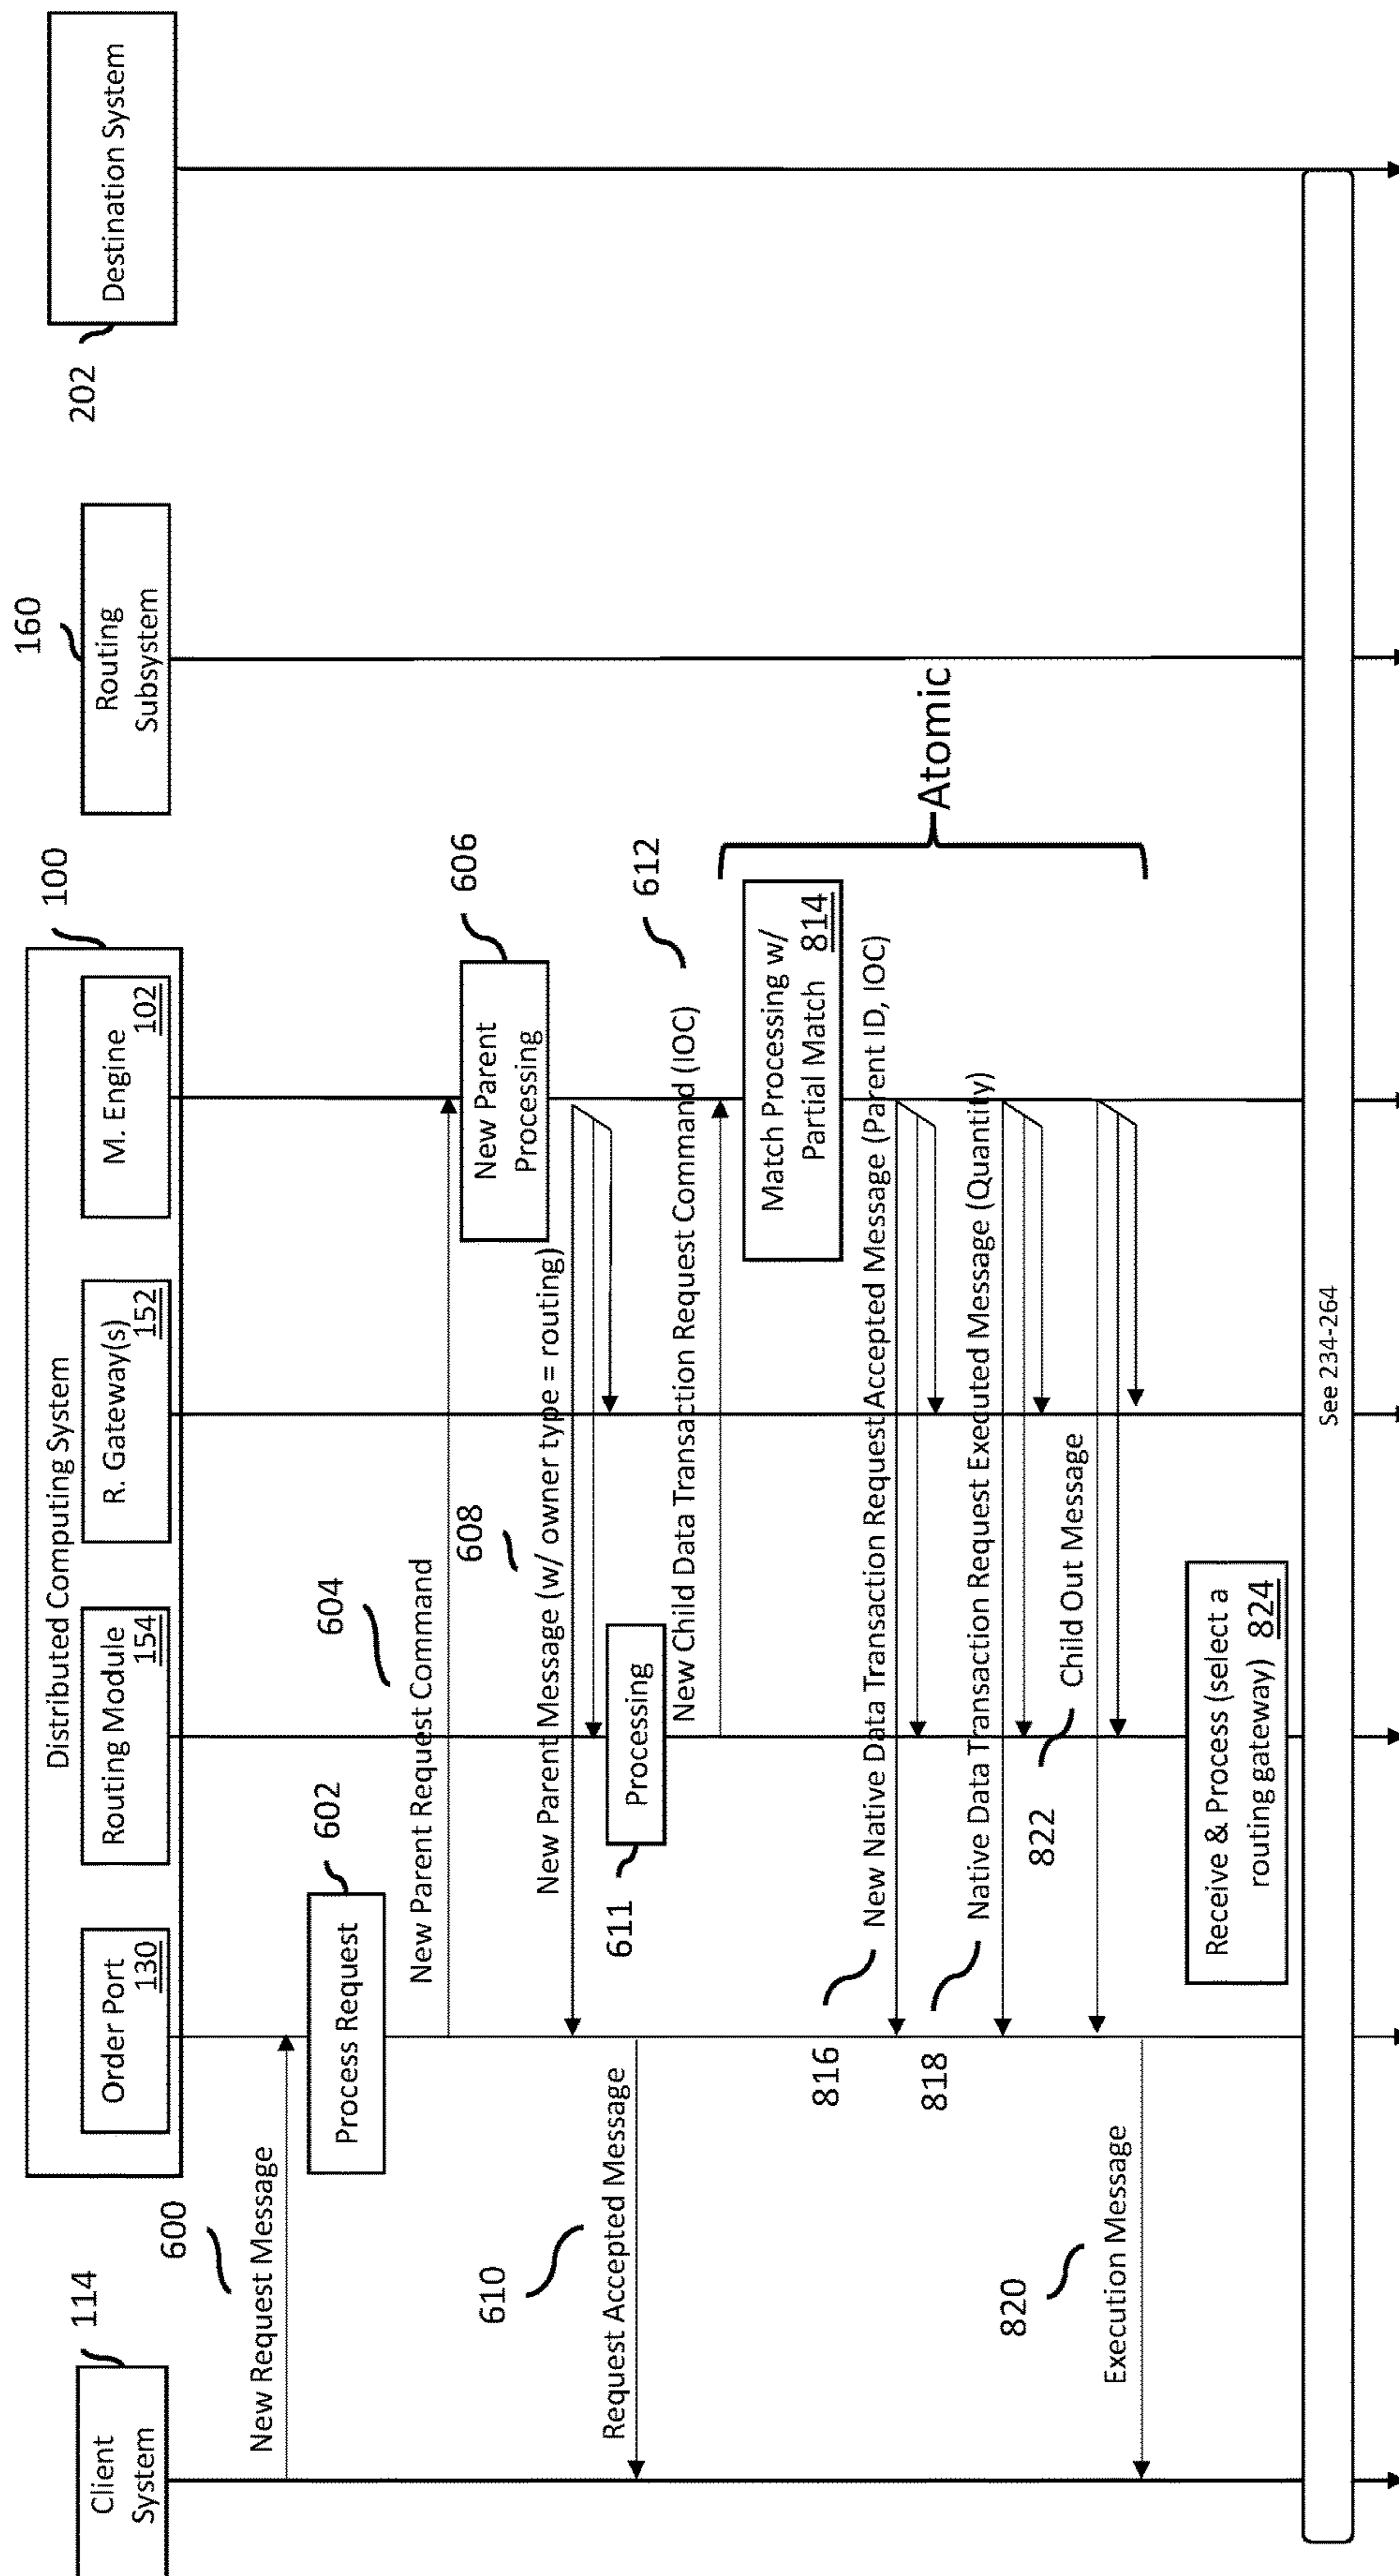 Client
System
114
Distributed Computing System
100
Order Port
130
Routing Module
154
R. Gateway(s)
152
M. Engine
102
Routing
Subsystem
160
Destination System
202
New Request Message
600
Process Request
602
New Parent Request Command
604
New Parent
Processing
606
New Parent Message (w/ owner type = routing)
608
Request Accepted Message
610
Processing
611
New Child Data Transaction Request Command (IOC)
612
Match Processing w/
Partial Match 814
Atomic
816
New Native Data Transaction Request Accepted Message (Parent ID, IOC)
818
Native Data Transaction Request Executed Message (Quantity)
820
Execution Message
822
Child Out Message
Receive & Process (select a
routing gateway) 824
See 234-264